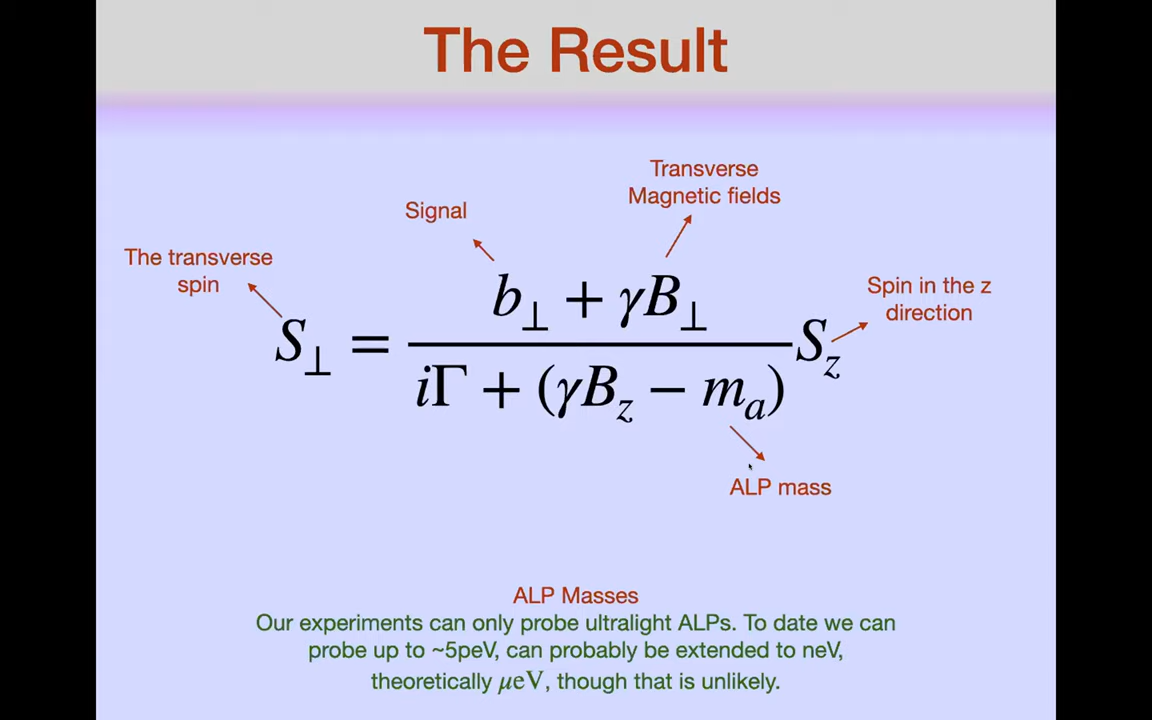 The Result
Transverse
Magnetic fields
Signal
The transverse
spin
Spin in the z
direction
S⊥ = (b⊥ + γB⊥) / (iΓ + (γB_z − m_a)) S_z
ALP mass
ALP Masses
Our experiments can only probe ultralight ALPs. To date we can
probe up to ~5peV, can probably be extended to neV,
theoretically μeV, though that is unlikely.